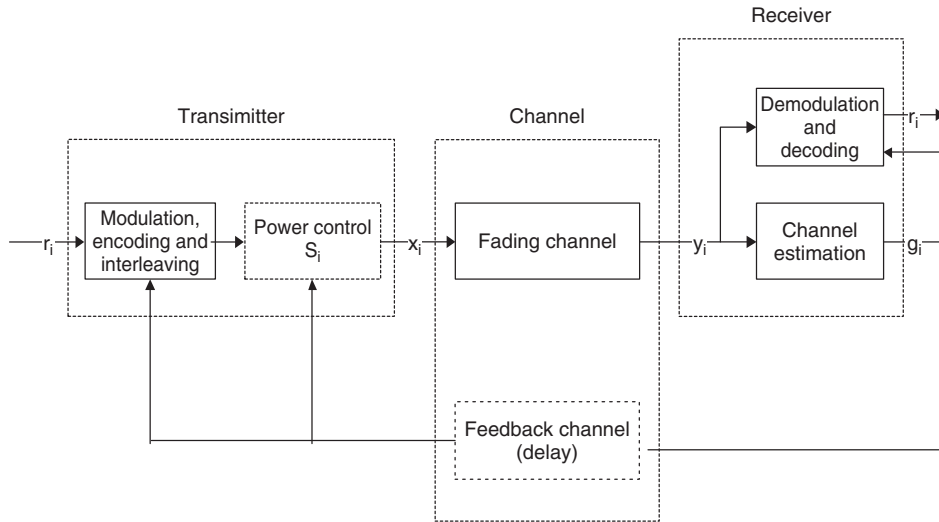 Receiver
Transimitter
Channel
Demodulation
and
decoding
r_i
r_i
Modulation,
encoding and
interleaving
Power control
S_i
x_i
Fading channel
y_i
Channel
estimation
g_i
Feedback channel
(delay)